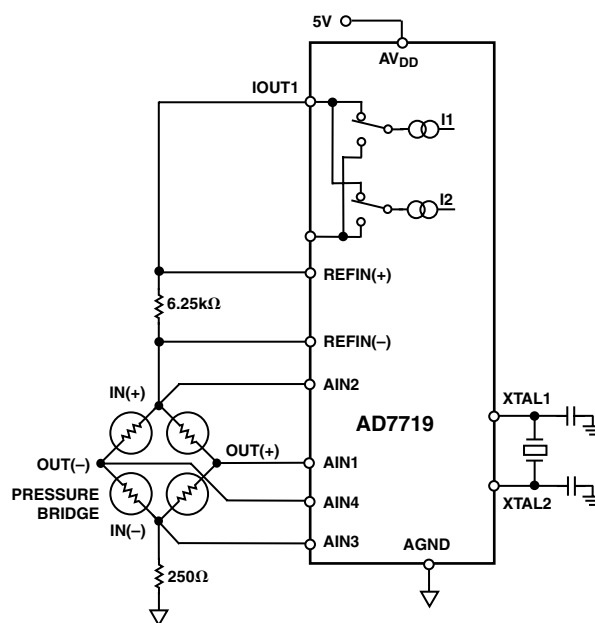 5V
AVDD
IOUT1
I1
I2
REFIN(+)
6.25kΩ
REFIN(–)
IN(+)
AIN2
XTAL1
AD7719
OUT(+)
OUT(–)
AIN1
PRESSURE
BRIDGE
AIN4
XTAL2
IN(–)
AIN3
AGND
250Ω